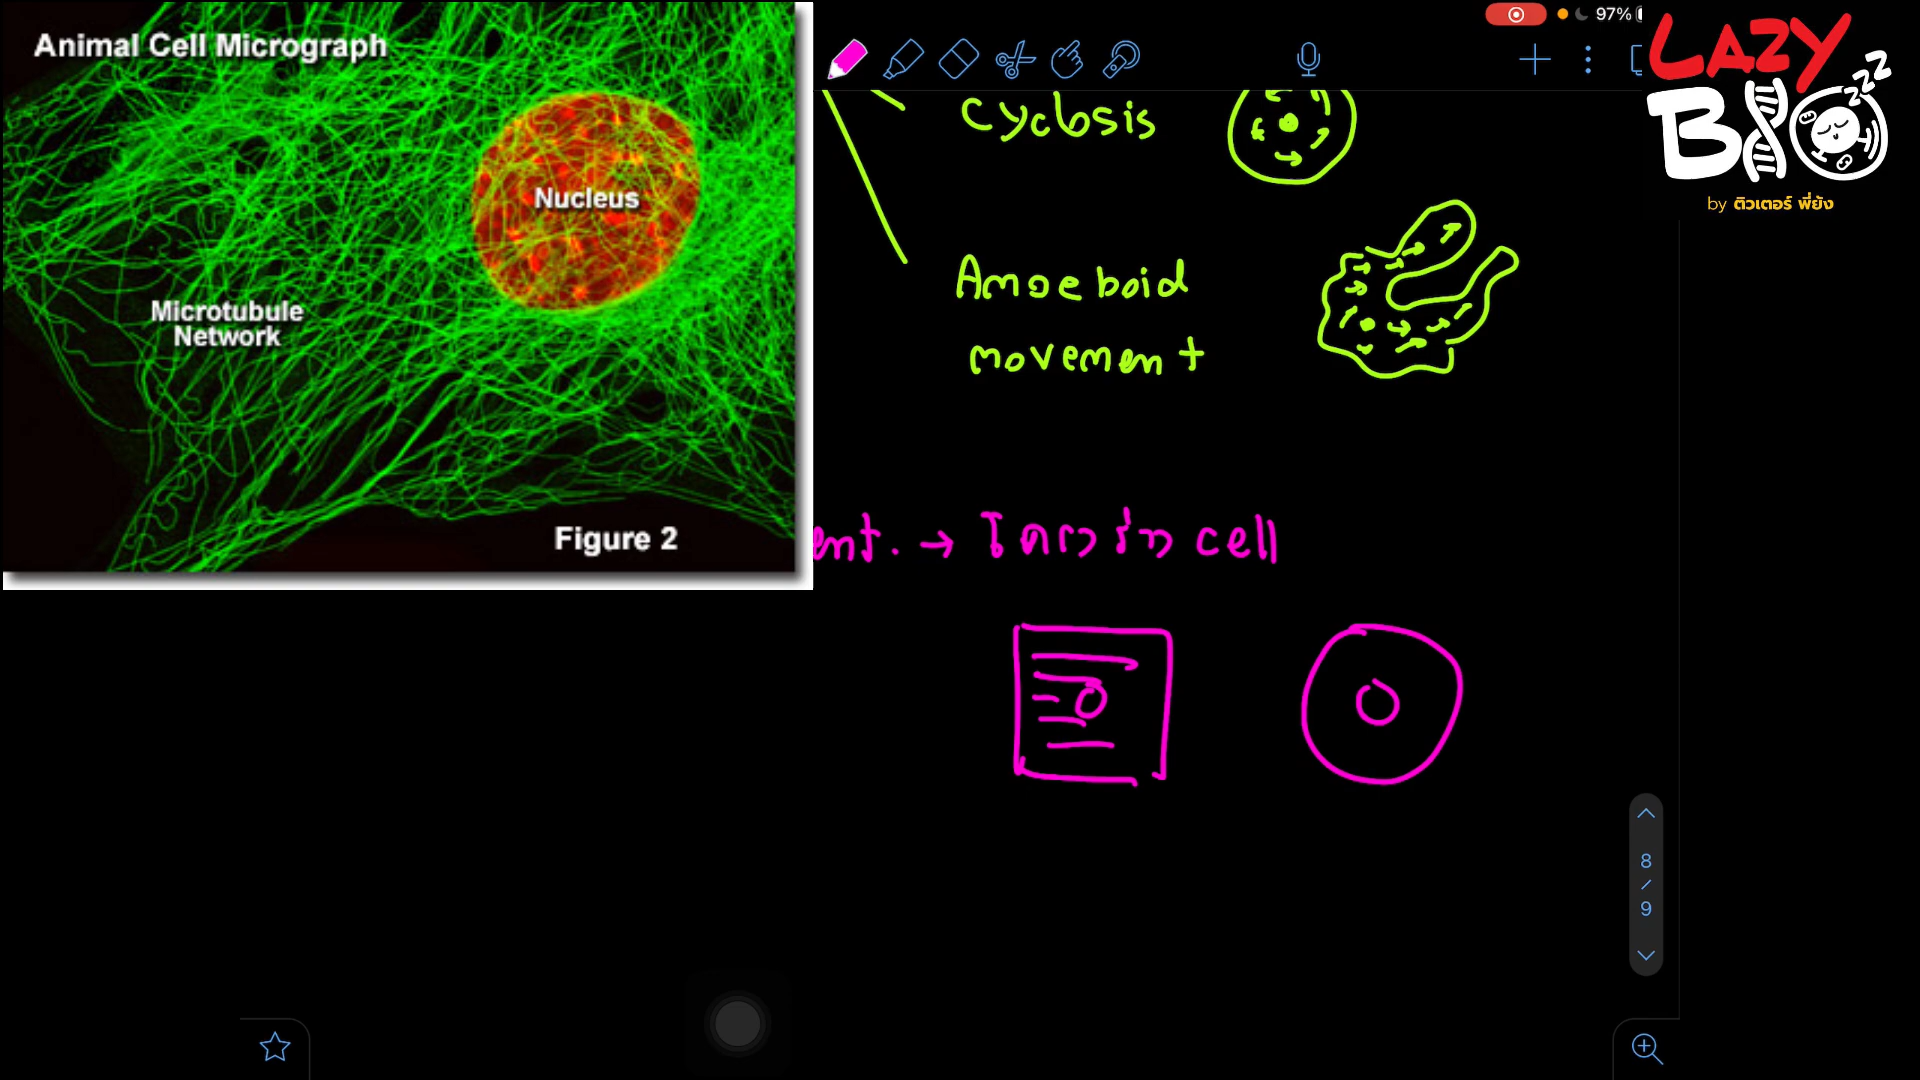 Animal Cell Micrograph
Nucleus
Microtubule
Network
Figure 2
97%
LAZY
BIO zzz
by ติวเตอร์ พี่ยัง
Cyclosis
Amoeboid
movement
ent. → โครงร่าง cell
8
/
9